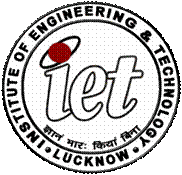 INSTITUTE OF ENGINEERING & TECHNOLOGY
iet
ज्ञानं भारः क्रियां बिना
• LUCKNOW •